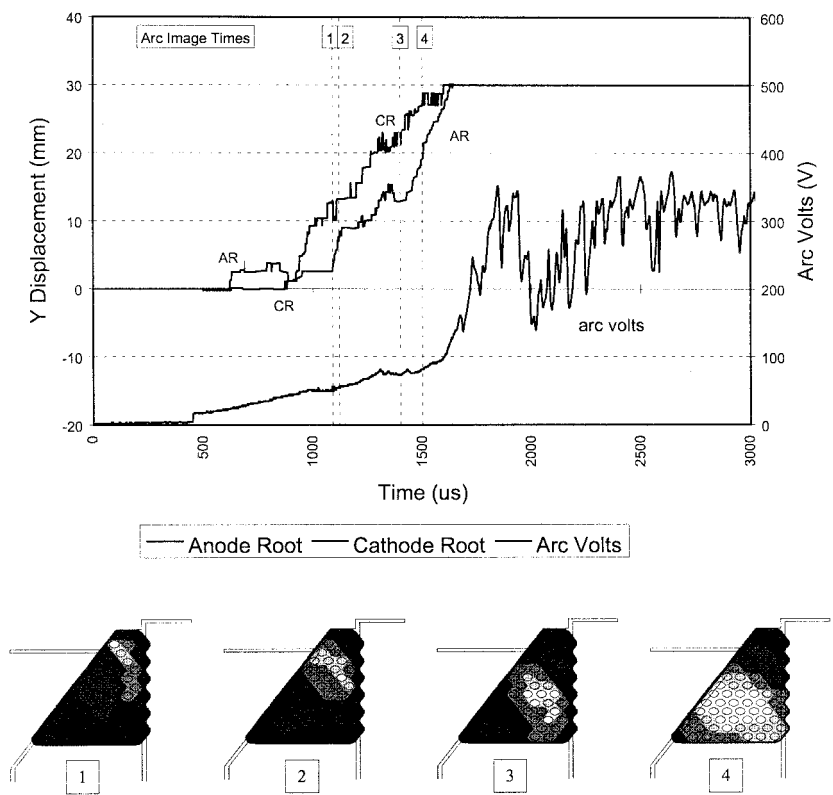 Arc Image Times
1
2
3
4
40
30
20
10
0
-10
-20
Y Displacement (mm)
600
500
400
300
200
100
0
Arc Volts (V)
CR
AR
AR
CR
arc volts
0
500
1000
1500
2000
2500
3000
Time (us)
Anode Root Cathode Root Arc Volts
1
2
3
4